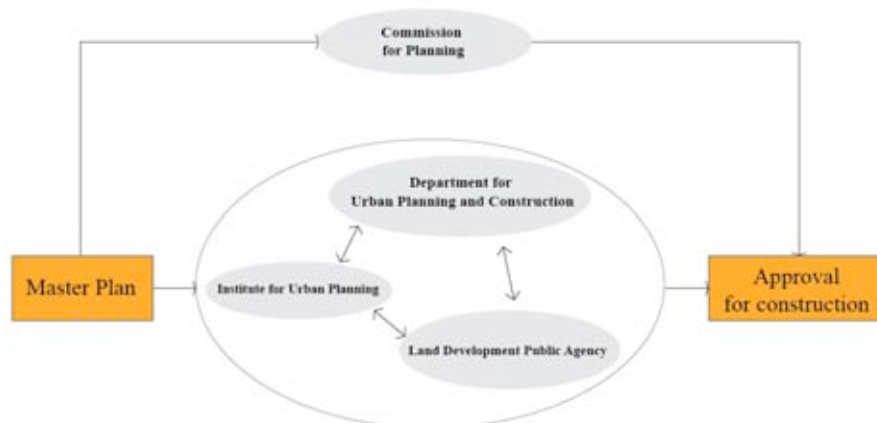 Commission
for Planning
Department for
Urban Planning and Construction
Master Plan
Institute for Urban Planning
Approval
for construction
Land Development Public Agency